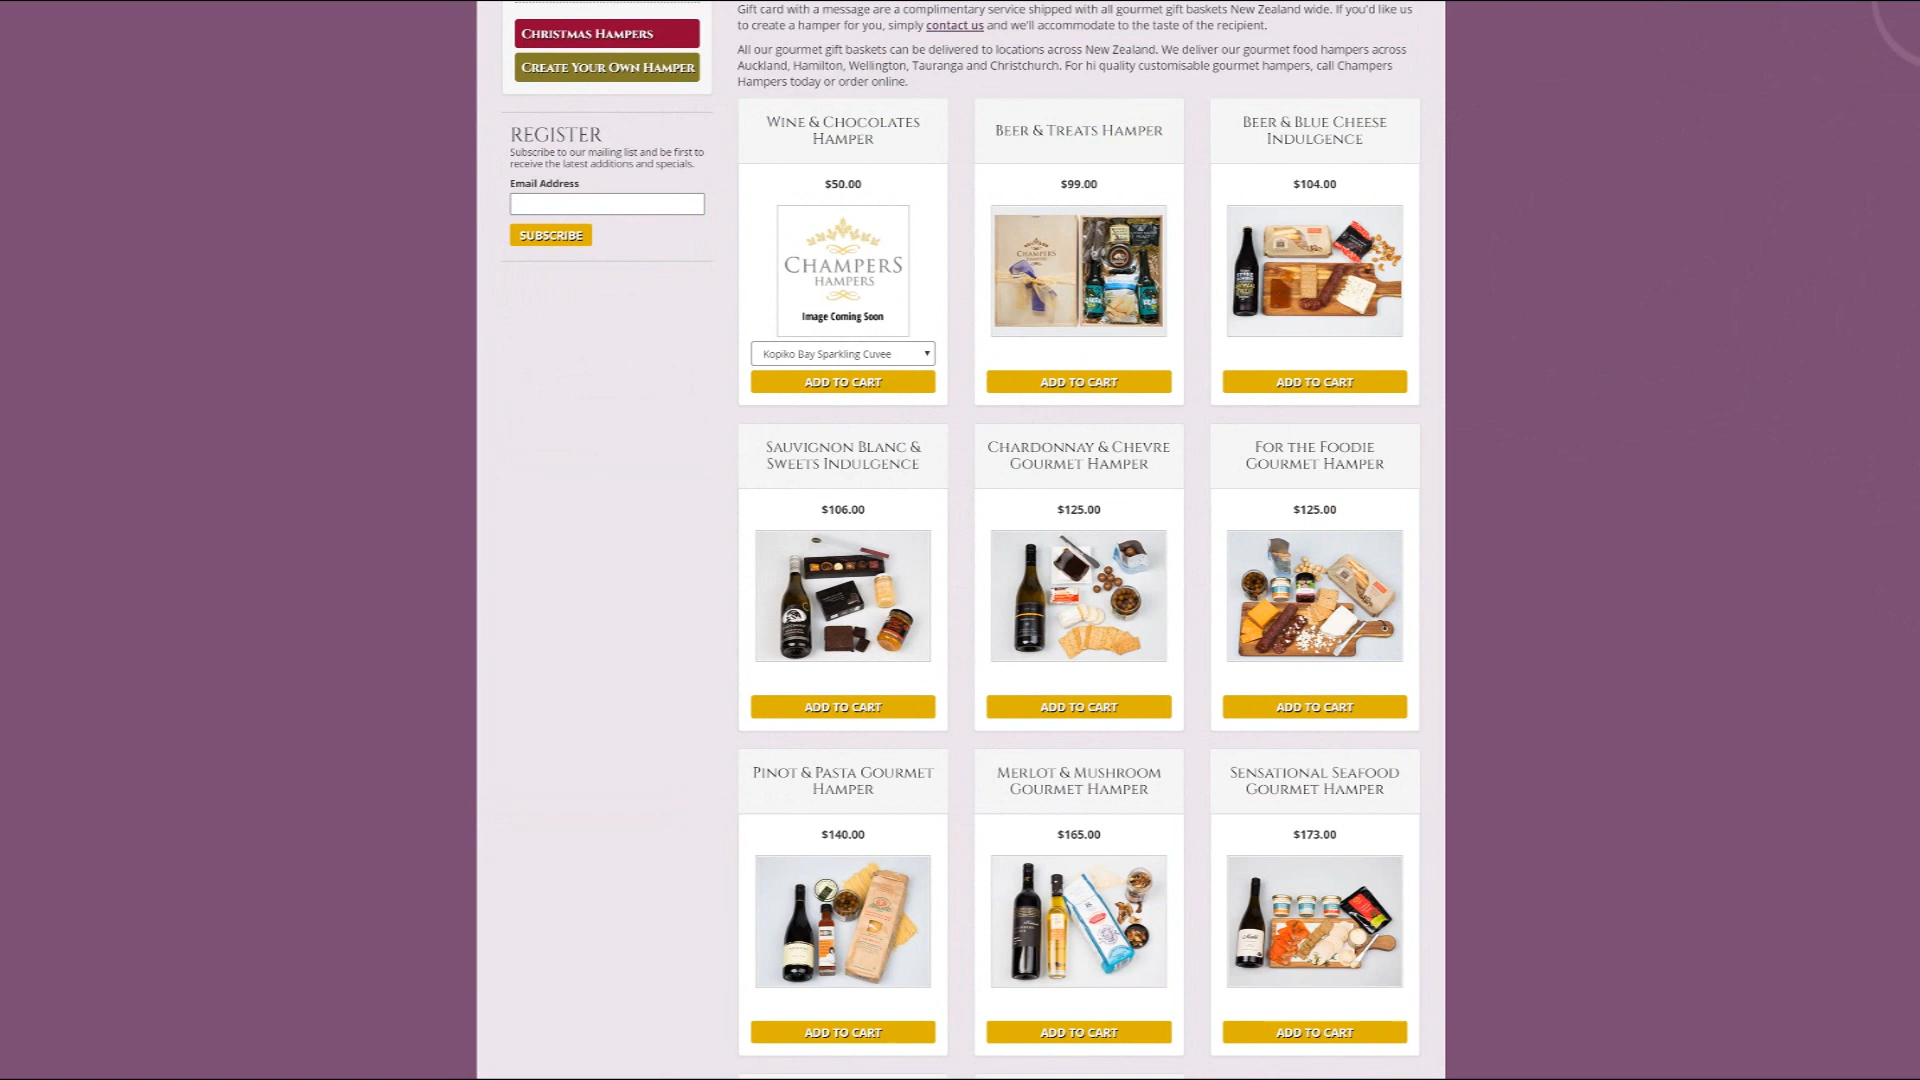 Gift card with a message are a complimentary service shipped with all gourmet gift baskets New Zealand wide. If you'd like us
to create a hamper for you, simply contact us and we'll accommodate to the taste of the recipient.
All our gourmet gift baskets can be delivered to locations across New Zealand. We deliver our gourmet food hampers across
Auckland, Hamilton, Wellington, Tauranga and Christchurch. For hi quality customisable gourmet hampers, call Champers
Hampers today or order online.
Christmas Hampers
Create Your Own Hamper
Register
Subscribe to our mailing list and be first to
receive the latest additions and specials.
Email Address
SUBSCRIBE
Wine & Chocolates
Hamper
$50.00
CHAMPERS
HAMPERS
Image Coming Soon
Kopiko Bay Sparkling Cuvee
ADD TO CART
Beer & Treats Hamper
$99.00
CHAMPERS
ADD TO CART
Beer & Blue Cheese
Indulgence
$104.00
ADD TO CART
Sauvignon Blanc &
Sweets Indulgence
$106.00
ADD TO CART
Chardonnay & Chevre
Gourmet Hamper
$125.00
ADD TO CART
For the Foodie
Gourmet Hamper
$125.00
ADD TO CART
Pinot & Pasta Gourmet
Hamper
$140.00
ADD TO CART
Merlot & Mushroom
Gourmet Hamper
$165.00
ADD TO CART
Sensational Seafood
Gourmet Hamper
$173.00
ADD TO CART